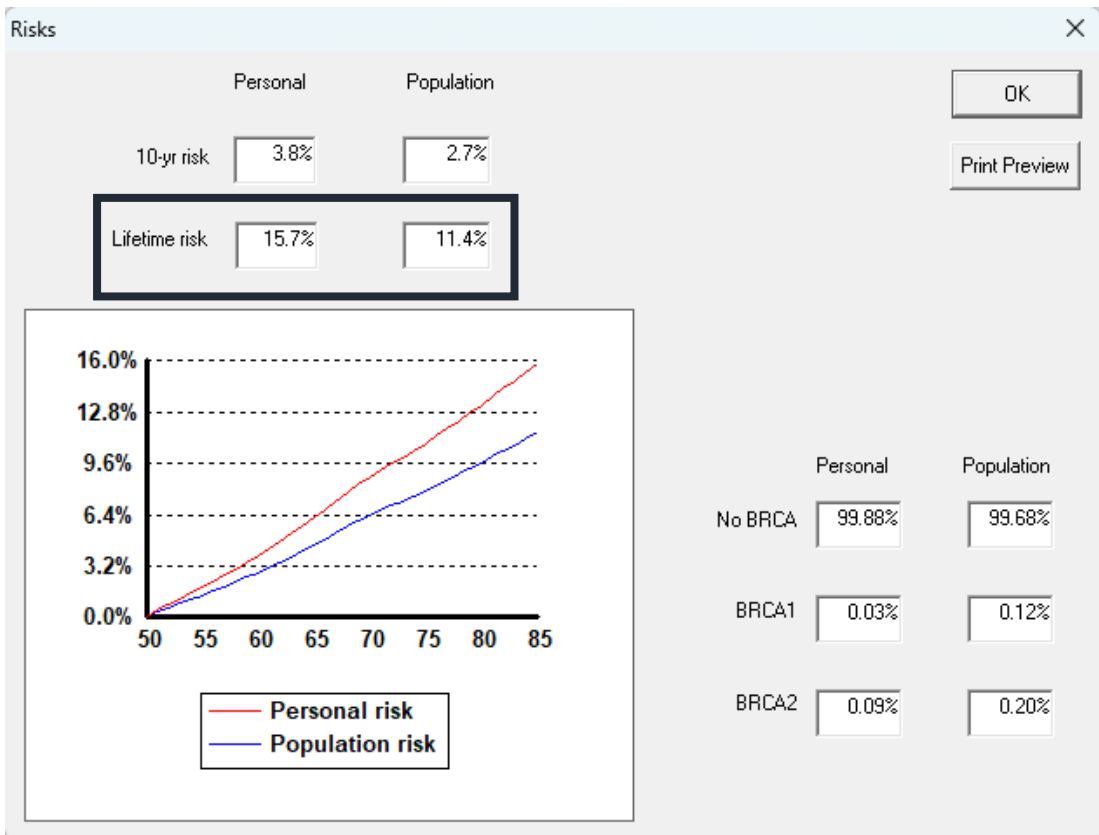 Risks
Personal Population
OK
10-yr risk 3.8% 2.7%
Print Preview
Lifetime risk 15.7% 11.4%
16.0%
12.8%
9.6%
6.4%
3.2%
0.0%
50 55 60 65 70 75 80 85
Personal risk
Population risk
Personal Population
No BRCA 99.88% 99.68%
BRCA1 0.03% 0.12%
BRCA2 0.09% 0.20%